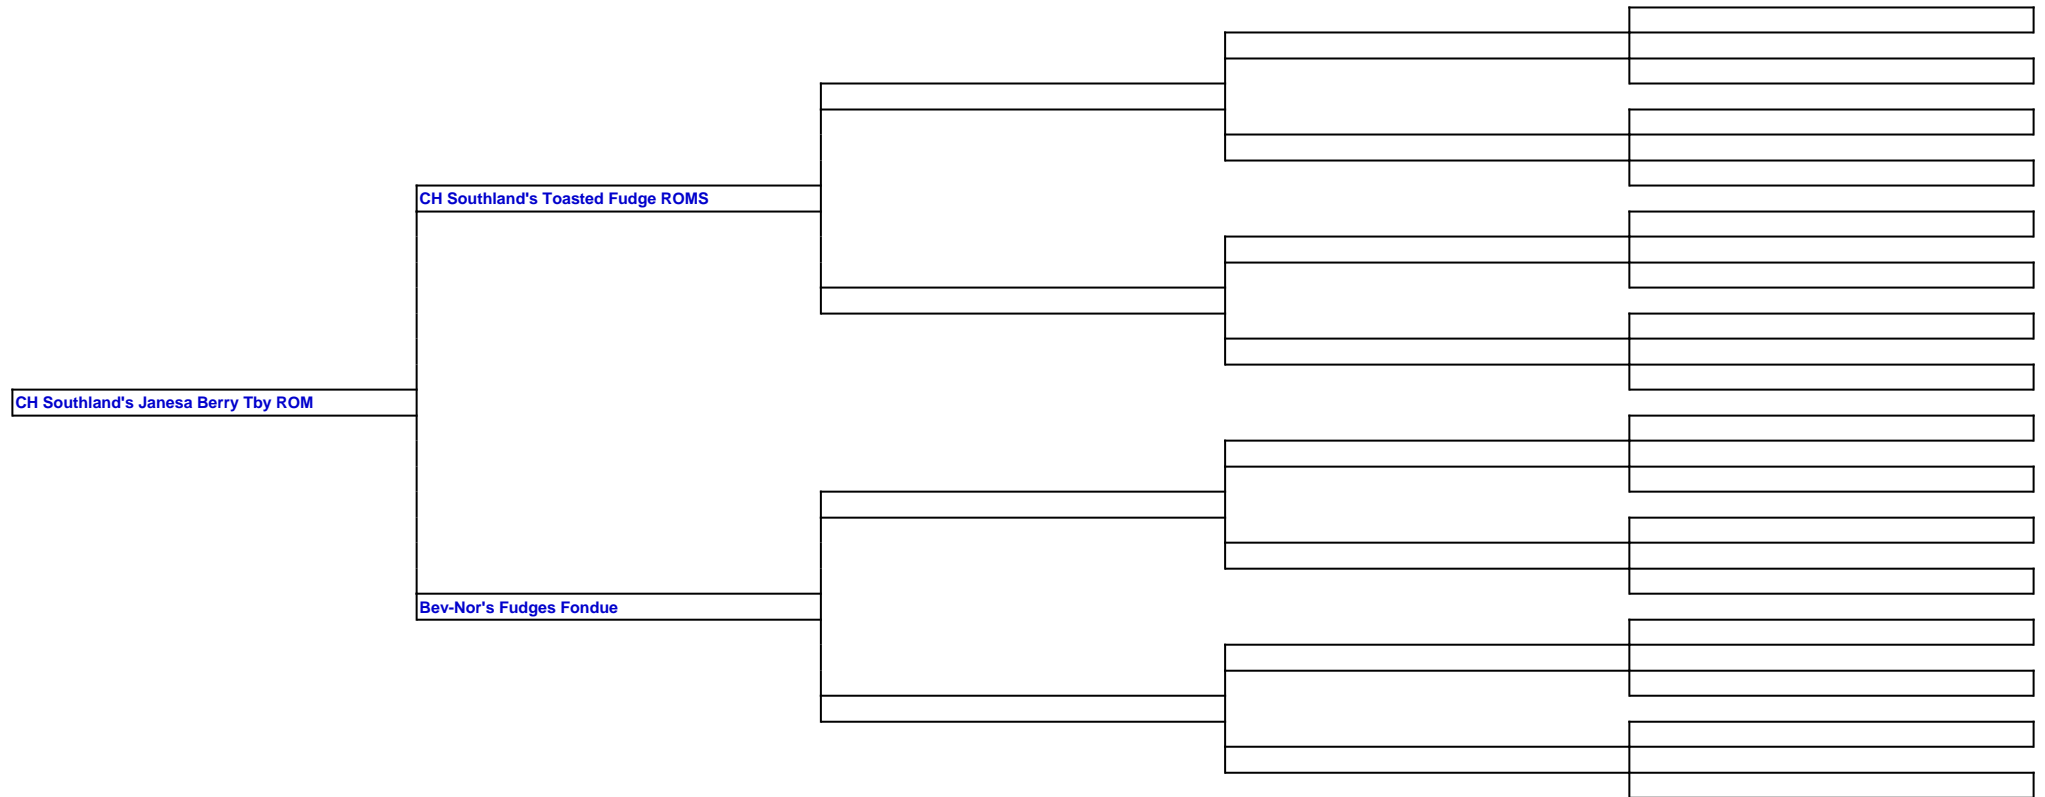 CH Southland's Toasted Fudge ROMS
CH Southland's Janesa Berry Tby ROM
Bev-Nor's Fudges Fondue